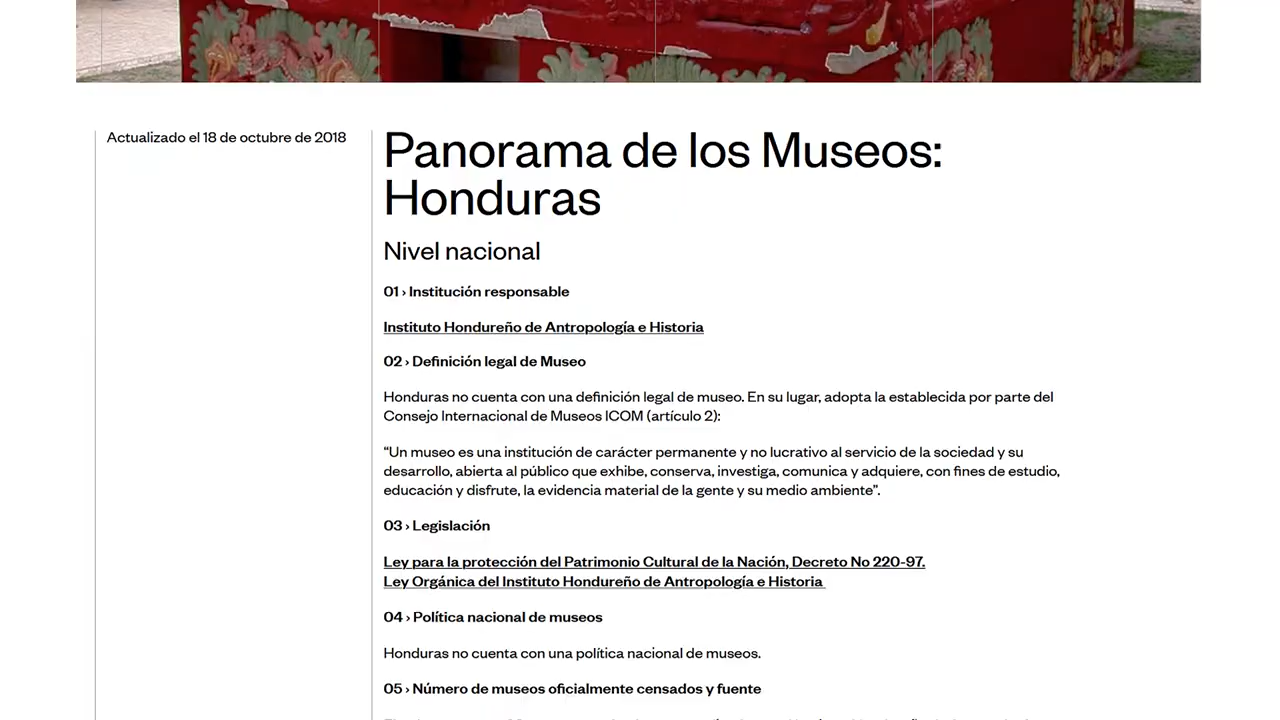 Actualizado el 18 de octubre de 2018
Panorama de los Museos:
Honduras
Nivel nacional
01 › Institución responsable
Instituto Hondureño de Antropología e Historia
02 › Definición legal de Museo
Honduras no cuenta con una definición legal de museo. En su lugar, adopta la establecida por parte del
Consejo Internacional de Museos ICOM (artículo 2):
“Un museo es una institución de carácter permanente y no lucrativo al servicio de la sociedad y su
desarrollo, abierta al público que exhibe, conserva, investiga, comunica y adquiere, con fines de estudio,
educación y disfrute, la evidencia material de la gente y su medio ambiente”.
03 › Legislación
Ley para la protección del Patrimonio Cultural de la Nación, Decreto No 220-97.
Ley Orgánica del Instituto Hondureño de Antropología e Historia
04 › Política nacional de museos
Honduras no cuenta con una política nacional de museos.
05 › Número de museos oficialmente censados y fuente